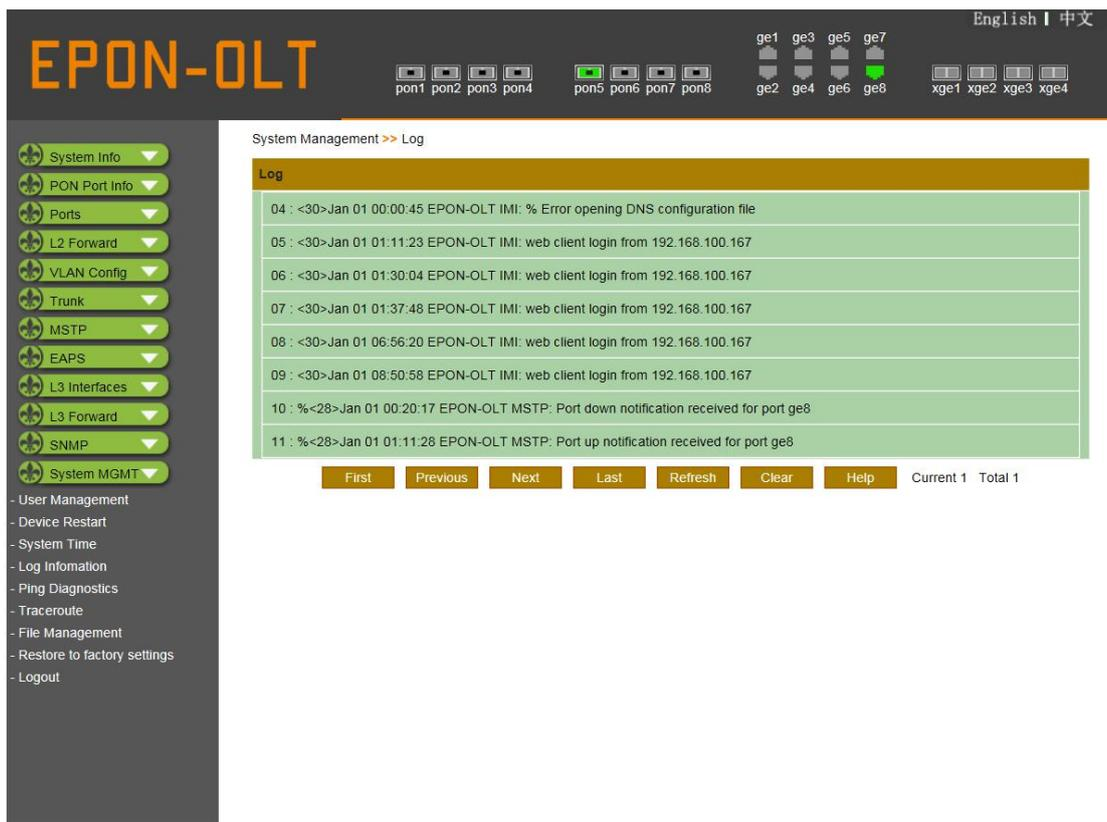 English 中文
EPON-OLT
ge1 ge3 ge5 ge7
pon1 pon2 pon3 pon4 pon5 pon6 pon7 pon8 ge2 ge4 ge6 ge8 xge1 xge2 xge3 xge4
System Info
PON Port Info
Ports
L2 Forward
VLAN Config
Trunk
MSTP
EAPS
L3 Interfaces
L3 Forward
SNMP
System MGMT
- User Management
- Device Restart
- System Time
- Log Infomation
- Ping Diagnostics
- Traceroute
- File Management
- Restore to factory settings
- Logout
System Management >> Log
Log
04 : <30>Jan 01 00:00:45 EPON-OLT IMI: % Error opening DNS configuration file
05 : <30>Jan 01 01:11:23 EPON-OLT IMI: web client login from 192.168.100.167
06 : <30>Jan 01 01:30:04 EPON-OLT IMI: web client login from 192.168.100.167
07 : <30>Jan 01 01:37:48 EPON-OLT IMI: web client login from 192.168.100.167
08 : <30>Jan 01 06:56:20 EPON-OLT IMI: web client login from 192.168.100.167
09 : <30>Jan 01 08:50:58 EPON-OLT IMI: web client login from 192.168.100.167
10 : %<28>Jan 01 00:20:17 EPON-OLT MSTP: Port down notification received for port ge8
11 : %<28>Jan 01 01:11:28 EPON-OLT MSTP: Port up notification received for port ge8
First Previous Next Last Refresh Clear Help Current 1 Total 1